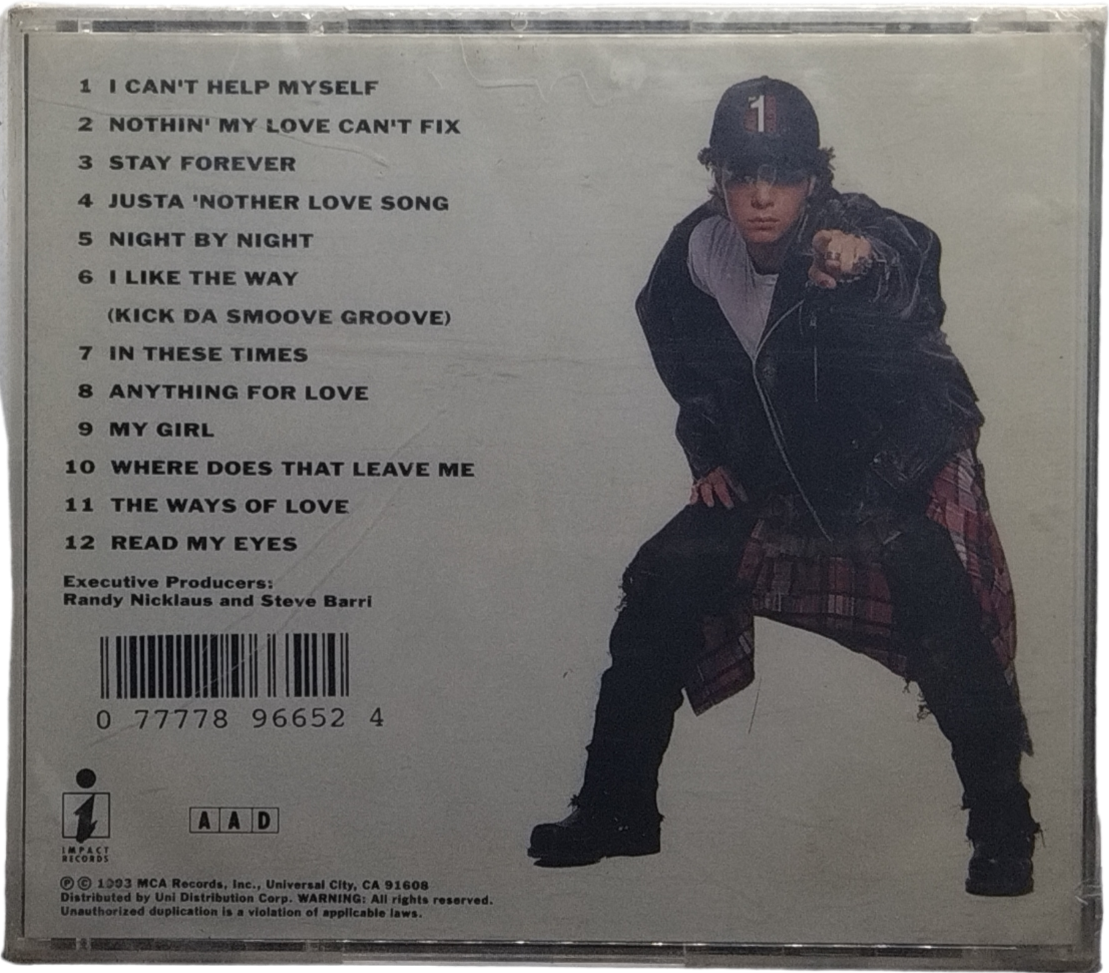 1 I CAN'T HELP MYSELF
2 NOTHIN' MY LOVE CAN'T FIX
3 STAY FOREVER
4 JUSTA 'NOTHER LOVE SONG
5 NIGHT BY NIGHT
6 I LIKE THE WAY
(KICK DA SMOOVE GROOVE)
7 IN THESE TIMES
8 ANYTHING FOR LOVE
9 MY GIRL
10 WHERE DOES THAT LEAVE ME
11 THE WAYS OF LOVE
12 READ MY EYES
Executive Producers:
Randy Nicklaus and Steve Barri
0 77778 96652 4
i
IMPACT
RECORDS
A A D
℗ © 1993 MCA Records, Inc., Universal City, CA 91608
Distributed by Uni Distribution Corp. WARNING: All rights reserved.
Unauthorized duplication is a violation of applicable laws.
1